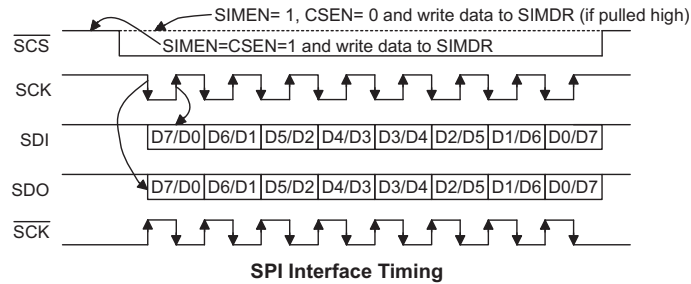 SIMEN= 1, CSEN= 0 and write data to SIMDR (if pulled high)
SCS
SIMEN=CSEN=1 and write data to SIMDR
SCK
SDI D7/D0 D6/D1 D5/D2 D4/D3 D3/D4 D2/D5 D1/D6 D0/D7
SDO D7/D0 D6/D1 D5/D2 D4/D3 D3/D4 D2/D5 D1/D6 D0/D7
SCK
SPI Interface Timing